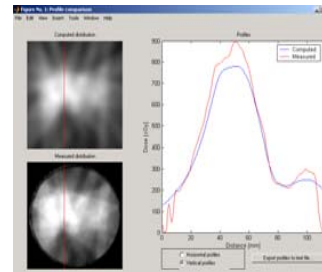 Figure No. 1: Profile Comparison
File Edit View Insert Tools Window Help
Computed distribution
Profiles
Computed
Measured
900
800
700
600
500
400
300
200
100
0
Dose [cGy]
0 20 40 60 80 100 120
Distance [mm]
Measured distribution
Horizontal profiles
Vertical profiles
Export profiles to text file...